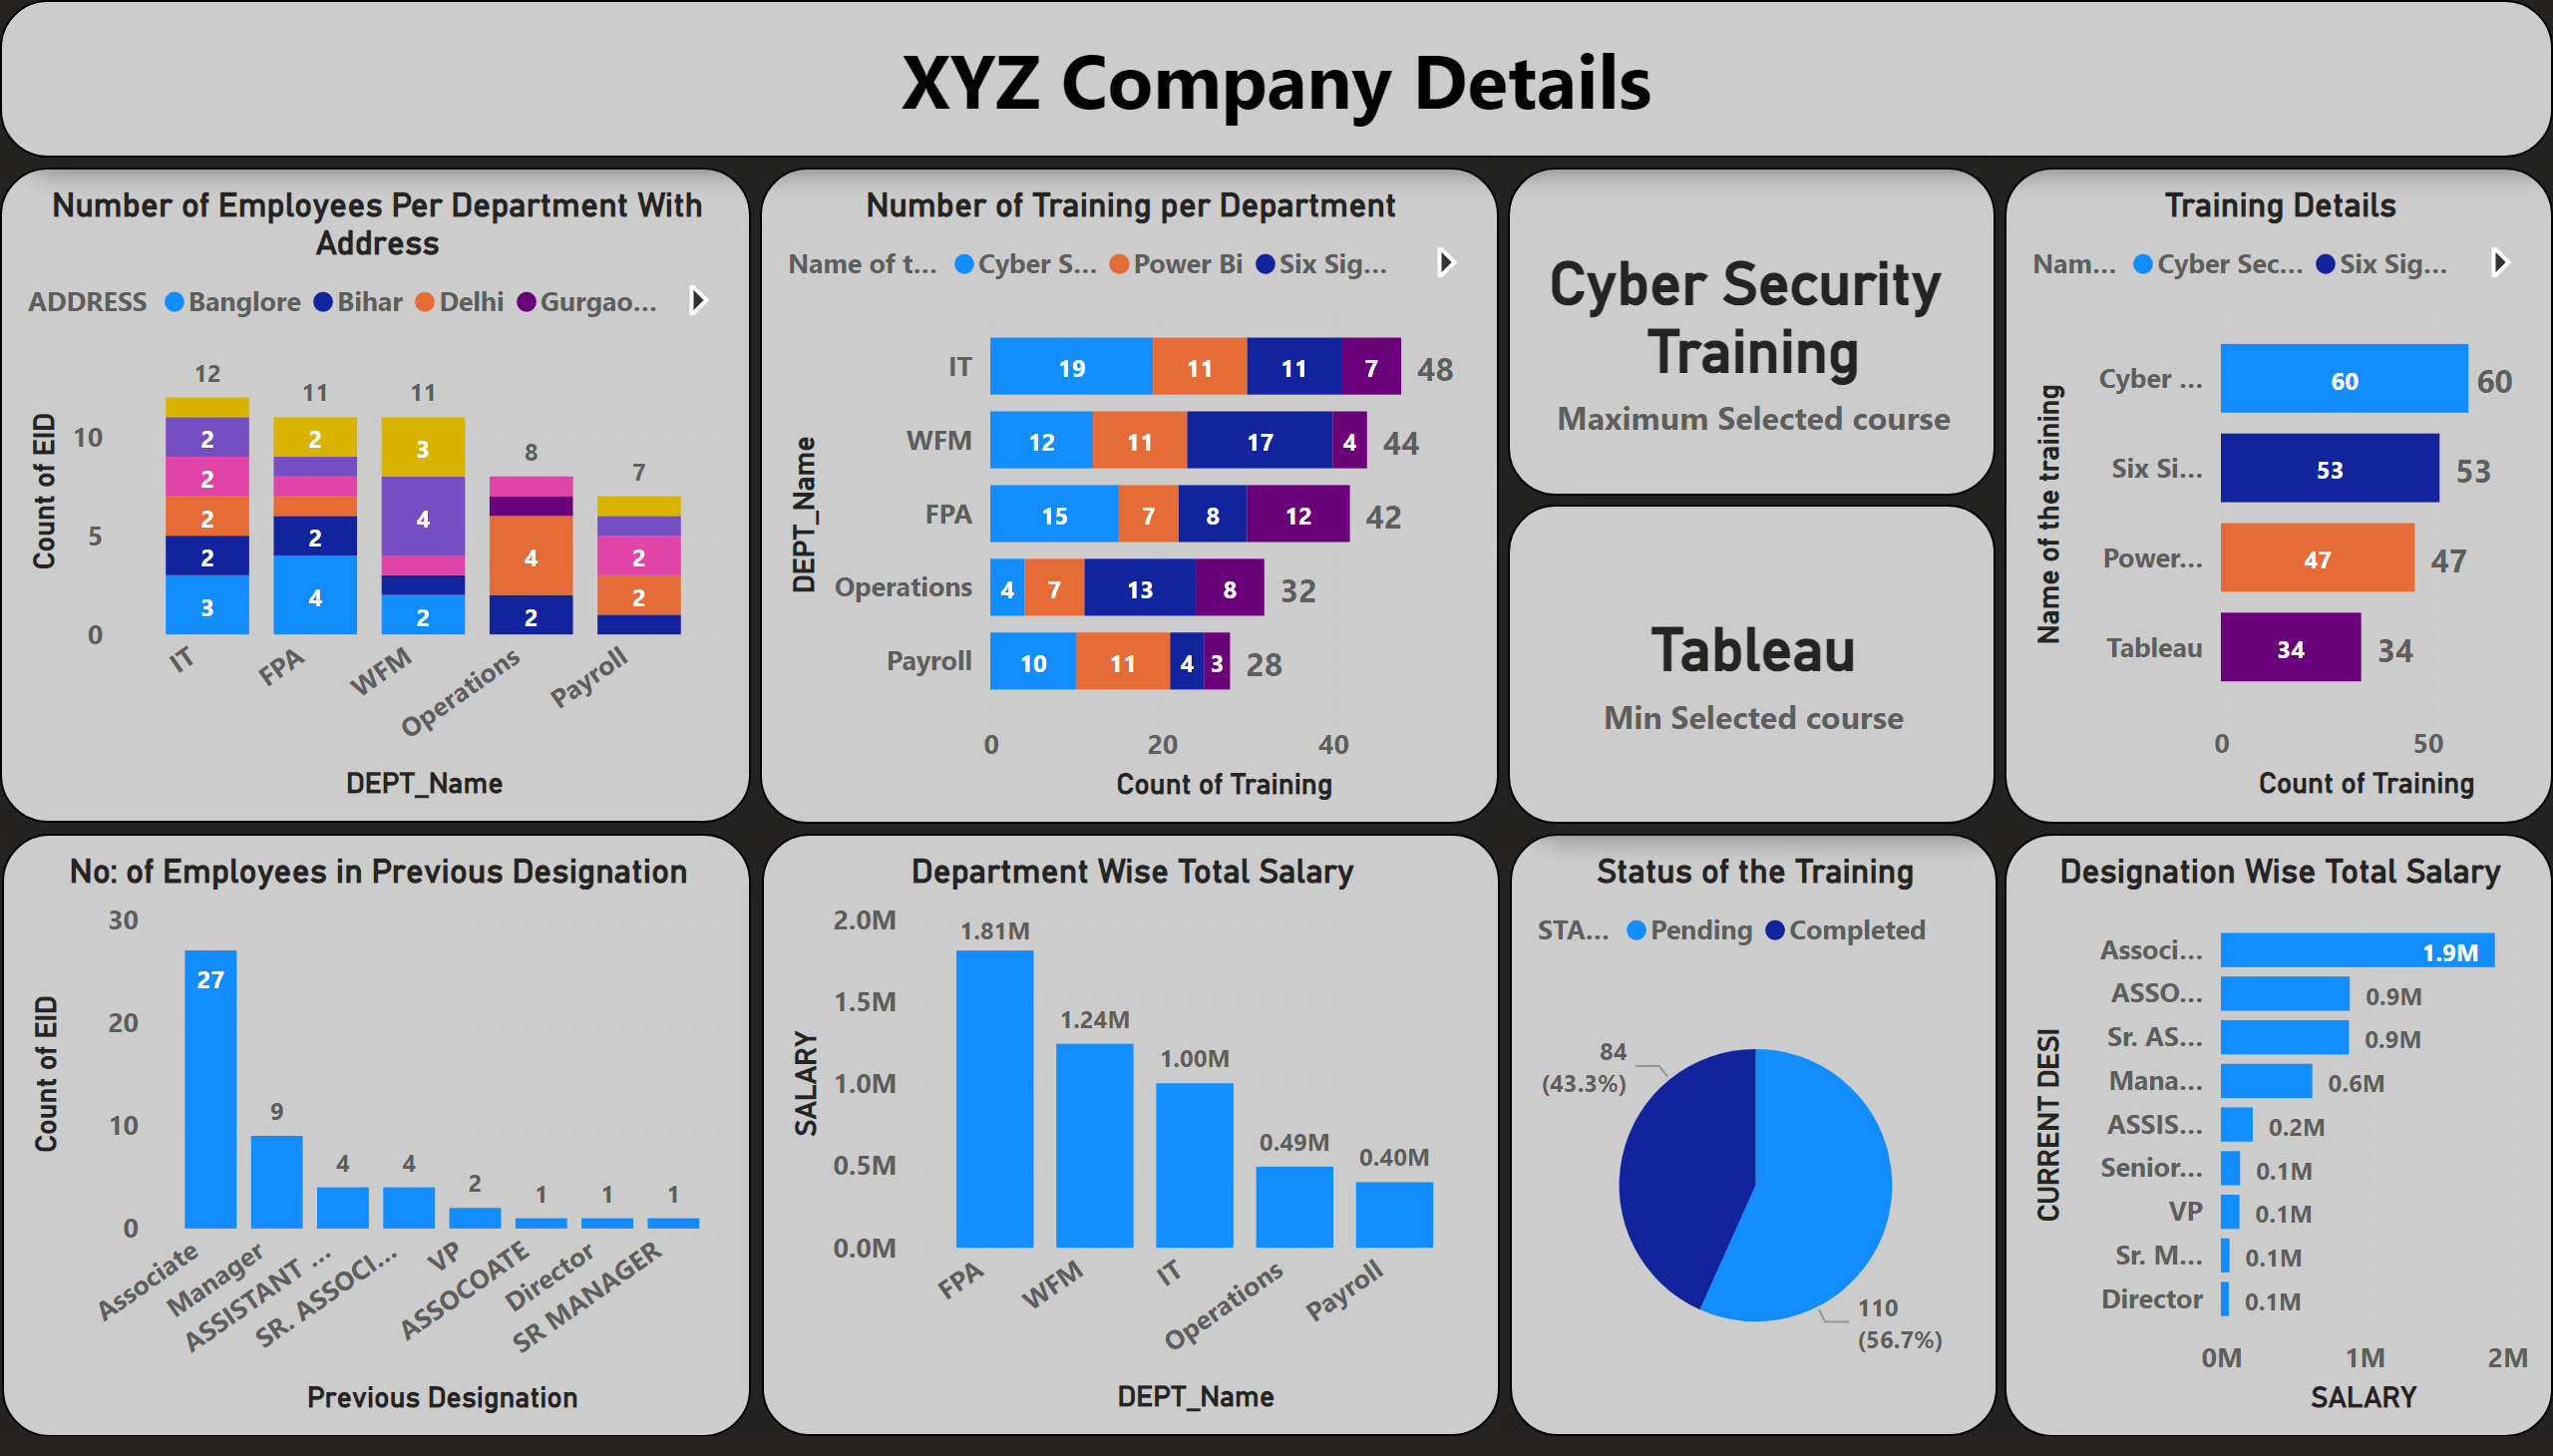 XYZ Company Details
Number of Employees Per Department With
Address
ADDRESS Banglore Bihar Delhi Gurgao...
Count of EID
10
5
0
12
11
11
8
7
2
2
2
2
3
2
2
4
3
4
2
4
2
2
2
IT
FPA
WFM
Operations
Payroll
DEPT_Name
Number of Training per Department
Name of t... Cyber S... Power Bi Six Sig...
DEPT_Name
IT 19 11 11 7 48
WFM 12 11 17 4 44
FPA 15 7 8 12 42
Operations 4 7 13 8 32
Payroll 10 11 4 3 28
0 20 40
Count of Training
Cyber Security
Training
Maximum Selected course
Tableau
Min Selected course
Training Details
Nam... Cyber Sec... Six Sig...
Name of the training
Cyber ... 60 60
Six Si... 53 53
Power... 47 47
Tableau 34 34
0 50
Count of Training
No: of Employees in Previous Designation
Count of EID
30
20
10
0
27
9
4
4
2
1
1
1
Associate
Manager
ASSISTANT ...
SR. ASSOCI...
VP
ASSOCOATE
Director
SR MANAGER
Previous Designation
Department Wise Total Salary
SALARY
2.0M
1.5M
1.0M
0.5M
0.0M
1.81M
1.24M
1.00M
0.49M
0.40M
FPA
WFM
IT
Operations
Payroll
DEPT_Name
Status of the Training
STA... Pending Completed
84
(43.3%)
110
(56.7%)
Designation Wise Total Salary
CURRENT DESI
Associ... 1.9M
ASSO... 0.9M
Sr. AS... 0.9M
Mana... 0.6M
ASSIS... 0.2M
Senior... 0.1M
VP 0.1M
Sr. M... 0.1M
Director 0.1M
0M 1M 2M
SALARY